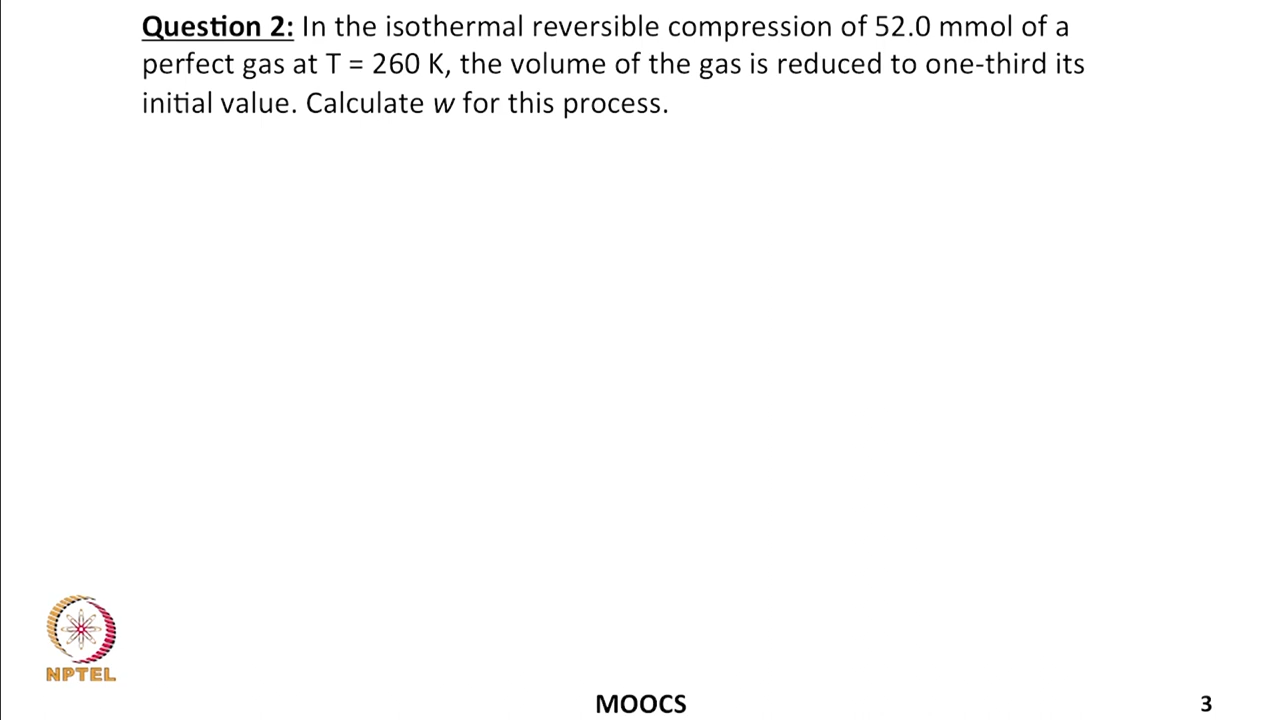 Question 2: In the isothermal reversible compression of 52.0 mmol of a
perfect gas at T = 260 K, the volume of the gas is reduced to one-third its
initial value. Calculate w for this process.
NPTEL
MOOCS
3